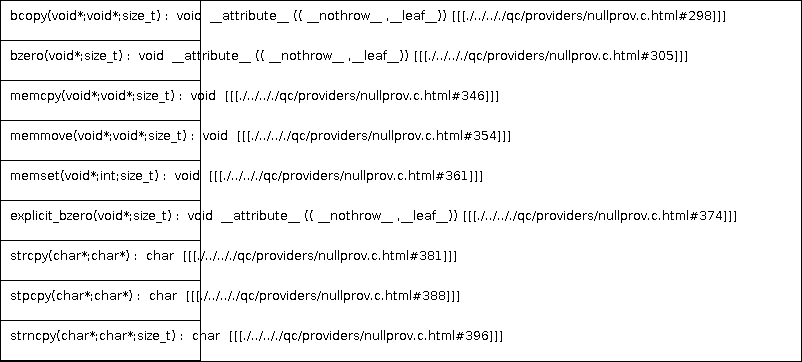 bcopy(void*;void*;size_t) :  void  __attribute__ (( __nothrow__ ,__leaf__)) [[[./../.././qc/providers/nullprov.c.html#298]]]
bzero(void*;size_t) :  void  __attribute__ (( __nothrow__ ,__leaf__)) [[[./../.././qc/providers/nullprov.c.html#305]]]
memcpy(void*;void*;size_t) :  void  [[[./../.././qc/providers/nullprov.c.html#346]]]
memmove(void*;void*;size_t) :  void  [[[./../.././qc/providers/nullprov.c.html#354]]]
memset(void*;int;size_t) :  void  [[[./../.././qc/providers/nullprov.c.html#361]]]
explicit_bzero(void*;size_t) :  void  __attribute__ (( __nothrow__ ,__leaf__)) [[[./../.././qc/providers/nullprov.c.html#374]]]
strcpy(char*;char*) :  char  [[[./../.././qc/providers/nullprov.c.html#381]]]
stpcpy(char*;char*) :  char  [[[./../.././qc/providers/nullprov.c.html#388]]]
strncpy(char*;char*;size_t) :  char  [[[./../.././qc/providers/nullprov.c.html#396]]]